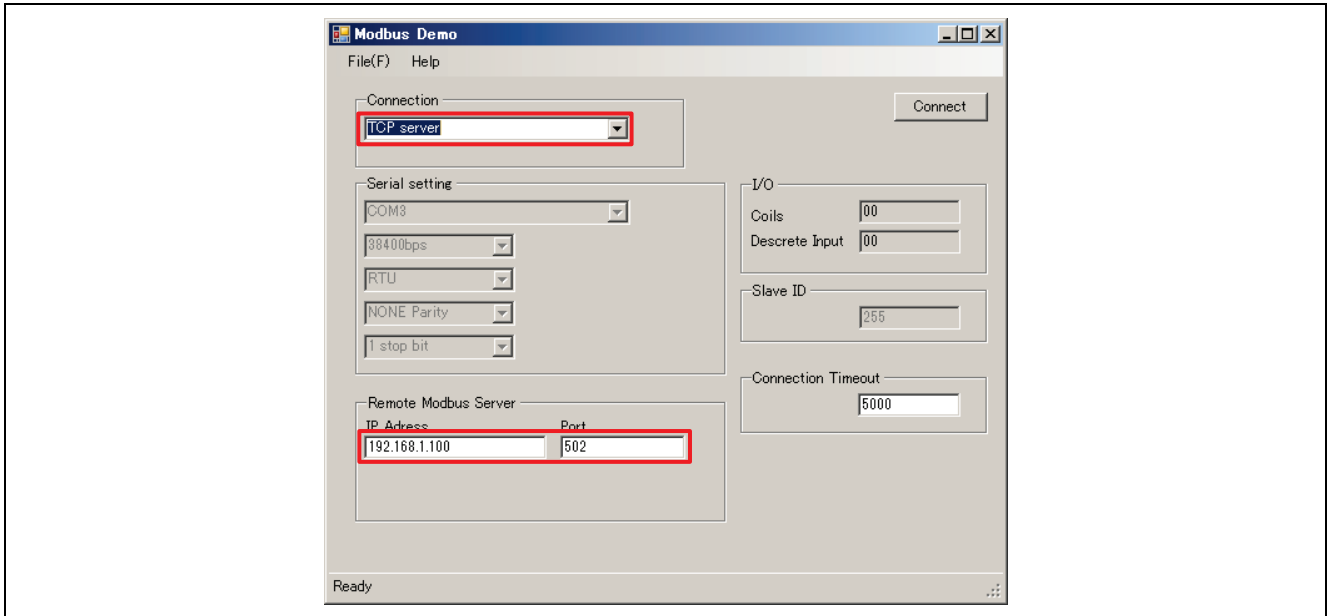 Modbus Demo
File(F) Help
Connection
Connect
TCP server
Serial setting
COM3
38400bps
RTU
NONE Parity
1 stop bit
I/O
Coils 00
Descrete Input 00
Slave ID
255
Connection Timeout
5000
Remote Modbus Server
IP Adress Port
192.168.1.100 502
Ready